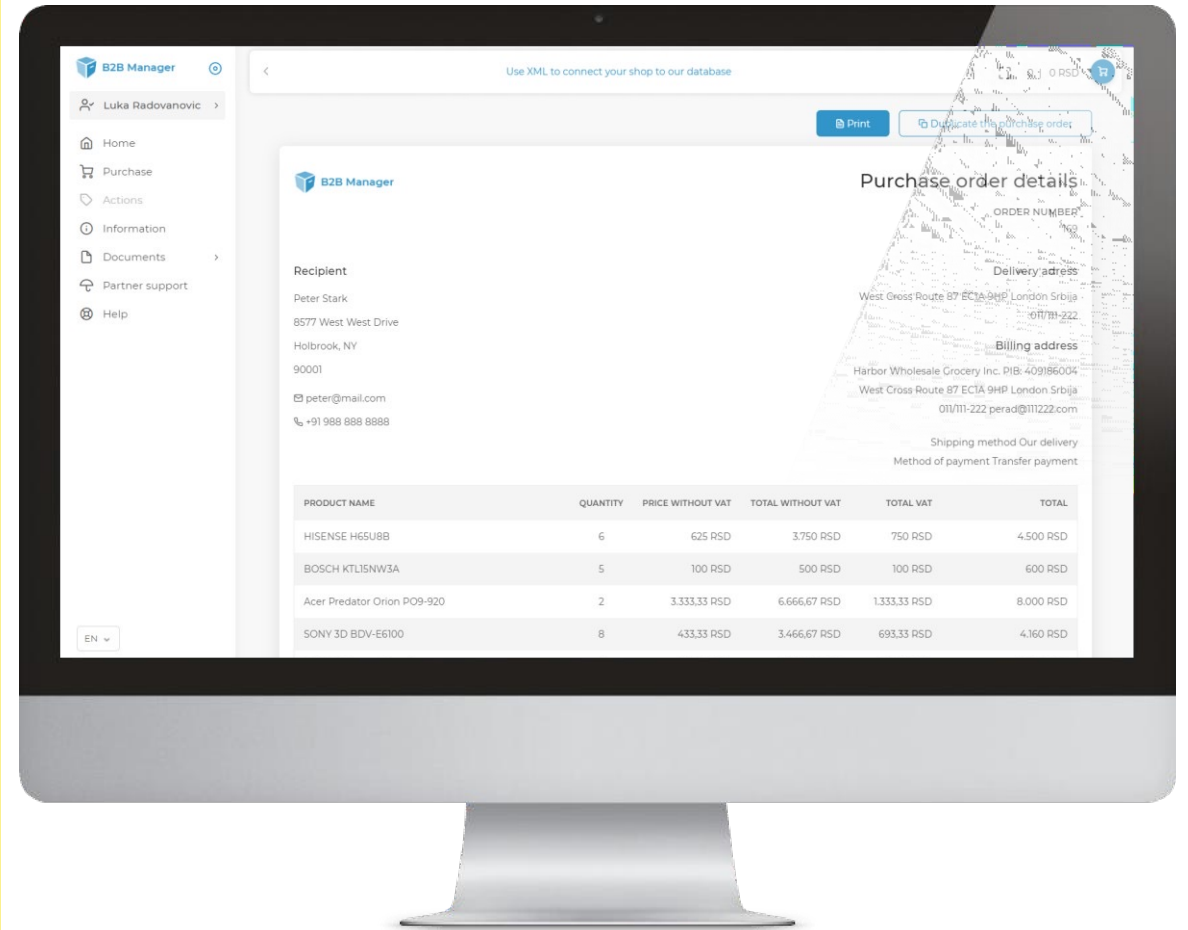 B2B Manager
Use XML to connect your shop to our database
0 RSD
Luka Radovanovic
Home
Purchase
Actions
Information
Documents
Partner support
Help
EN
Print
Duplicate the purchase order
B2B Manager
Purchase order details
ORDER NUMBER
Recipient
Peter Stark
8577 West West Drive
Holbrook, NY
90001
peter@mail.com
+91 988 888 8888
Delivery adress
West Cross Route 87 EC1A 9HP London Srbija
011/111-222
Billing address
Harbor Wholesale Grocery Inc. PIB: 409186004
West Cross Route 87 EC1A 9HP London Srbija
011/111-222 perad@111222.com
Shipping method Our delivery
Method of payment Transfer payment
PRODUCT NAME QUANTITY PRICE WITHOUT VAT TOTAL WITHOUT VAT TOTAL VAT TOTAL
HISENSE H65U8B 6 625 RSD 3.750 RSD 750 RSD 4.500 RSD
BOSCH KTL15NW3A 5 100 RSD 500 RSD 100 RSD 600 RSD
Acer Predator Orion PO9-920 2 3.333,33 RSD 6.666,67 RSD 1.333,33 RSD 8.000 RSD
SONY 3D BDV-E6100 8 433,33 RSD 3.466,67 RSD 693,33 RSD 4.160 RSD